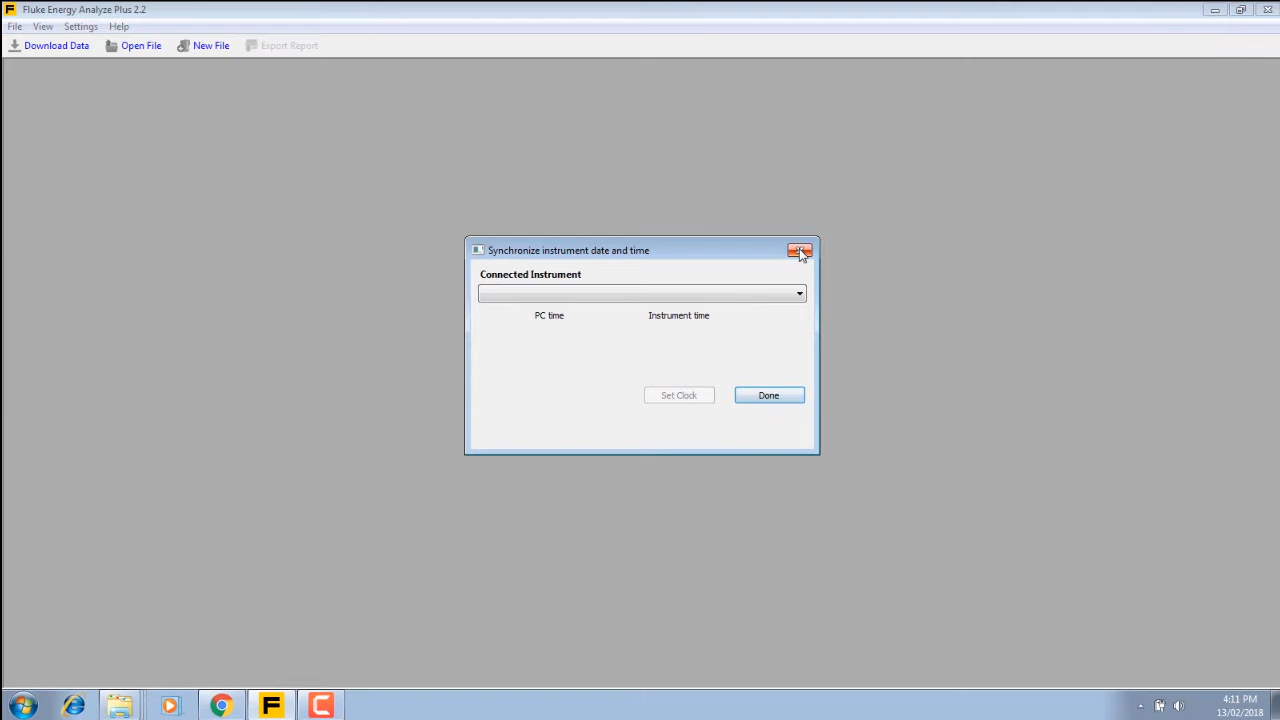 F Fluke Energy Analyze Plus 2.2
File View Settings Help
Download Data Open File New File Export Report
Synchronize instrument date and time
Connected Instrument
PC time Instrument time
Set Clock Done
F C 4:11 PM
13/02/2018